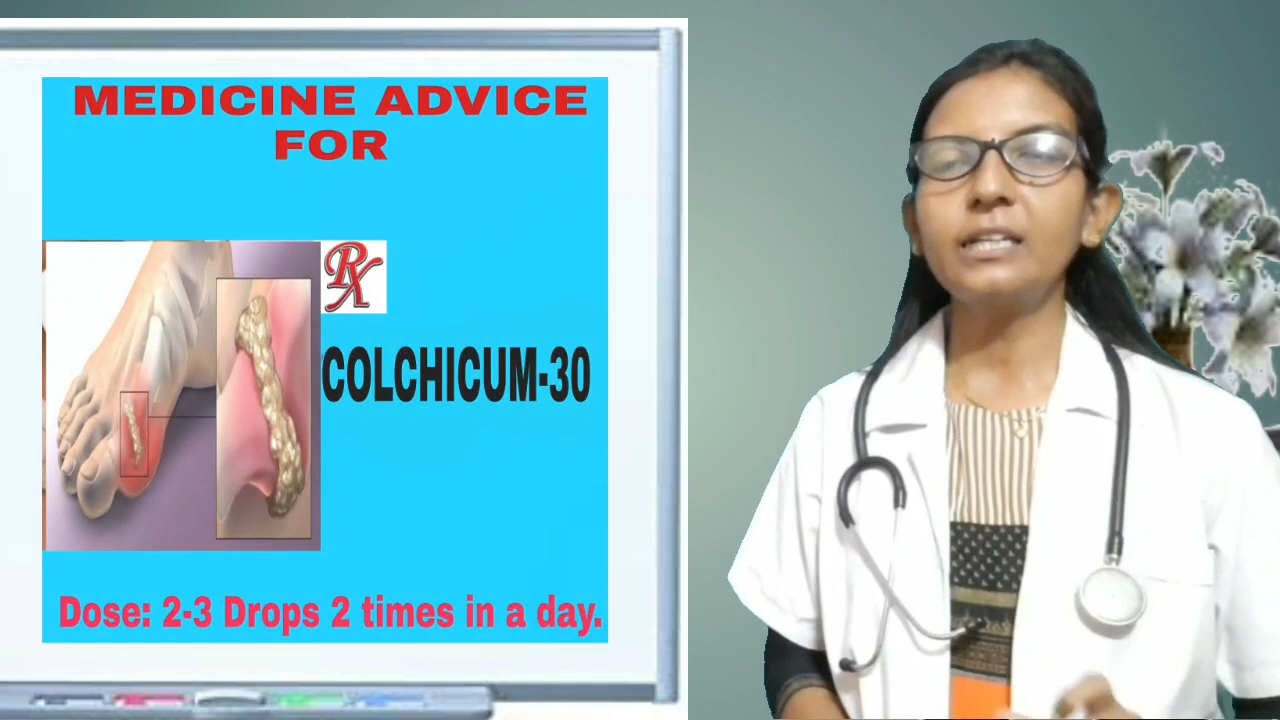 MEDICINE ADVICE
FOR
Rx
COLCHICUM-30
Dose: 2-3 Drops 2 times in a day.